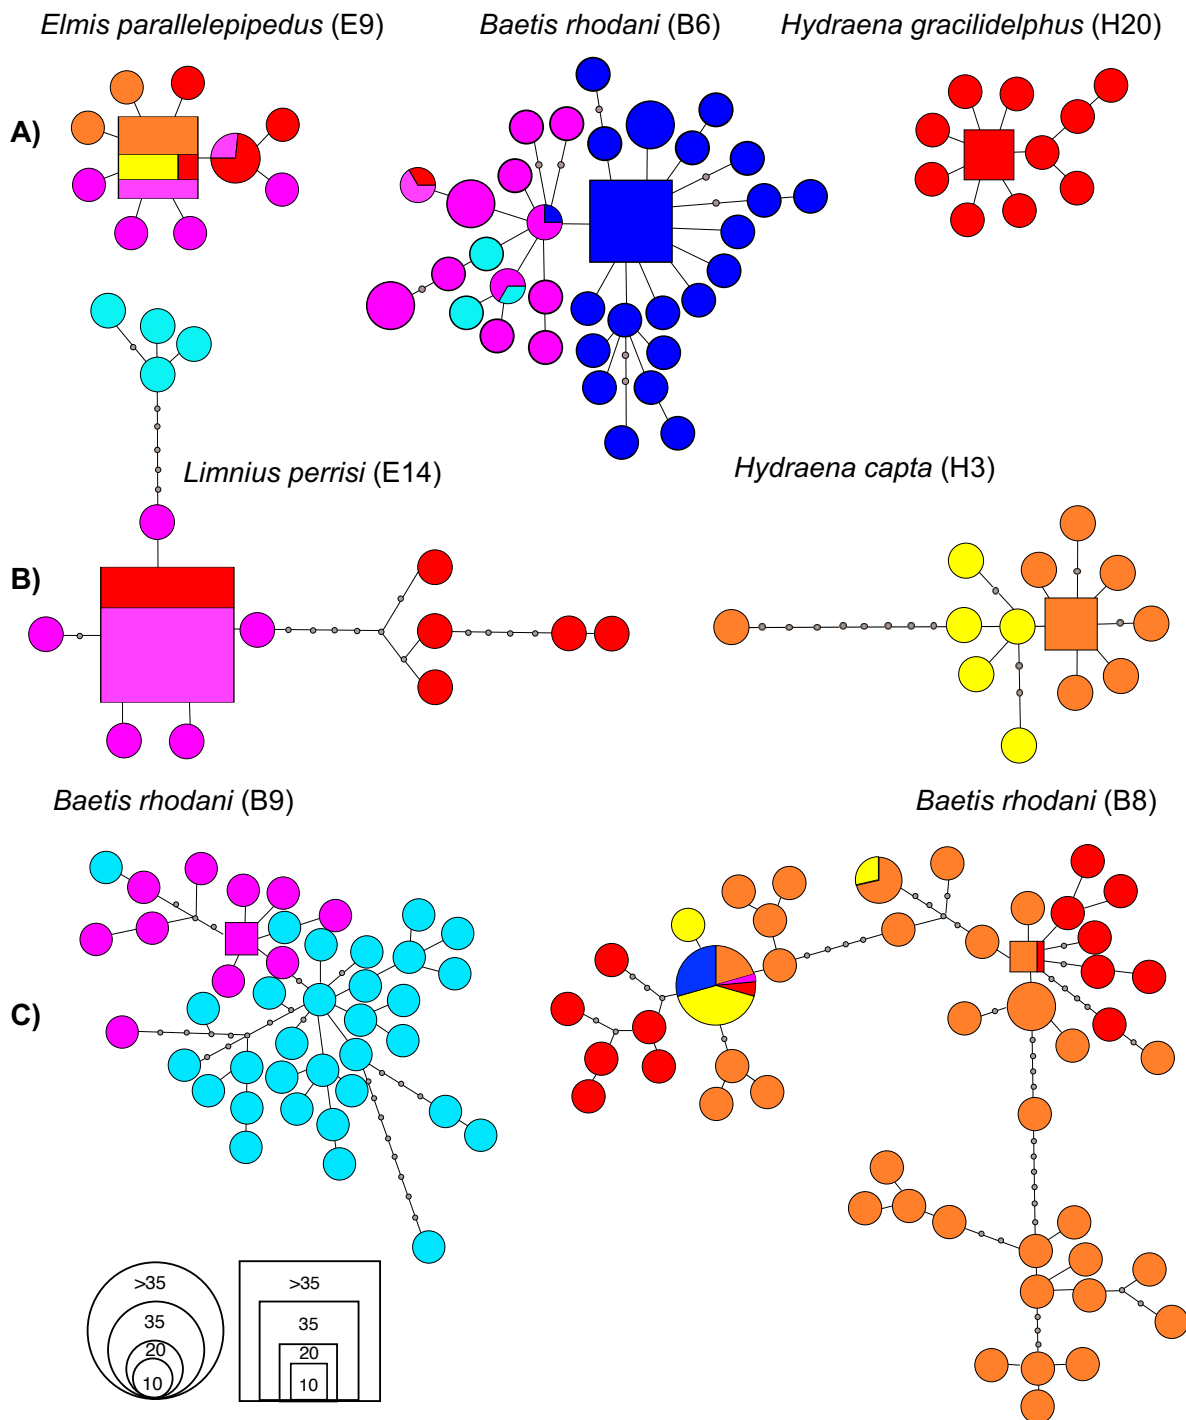 Elmis parallelepipedus (E9)
Baetis rhodani (B6)
Hydraena gracilidelphus (H20)
A)
Limnius perrisi (E14)
Hydraena capta (H3)
B)
Baetis rhodani (B9)
Baetis rhodani (B8)
C)
>35
35
20
10
>35
35
20
10